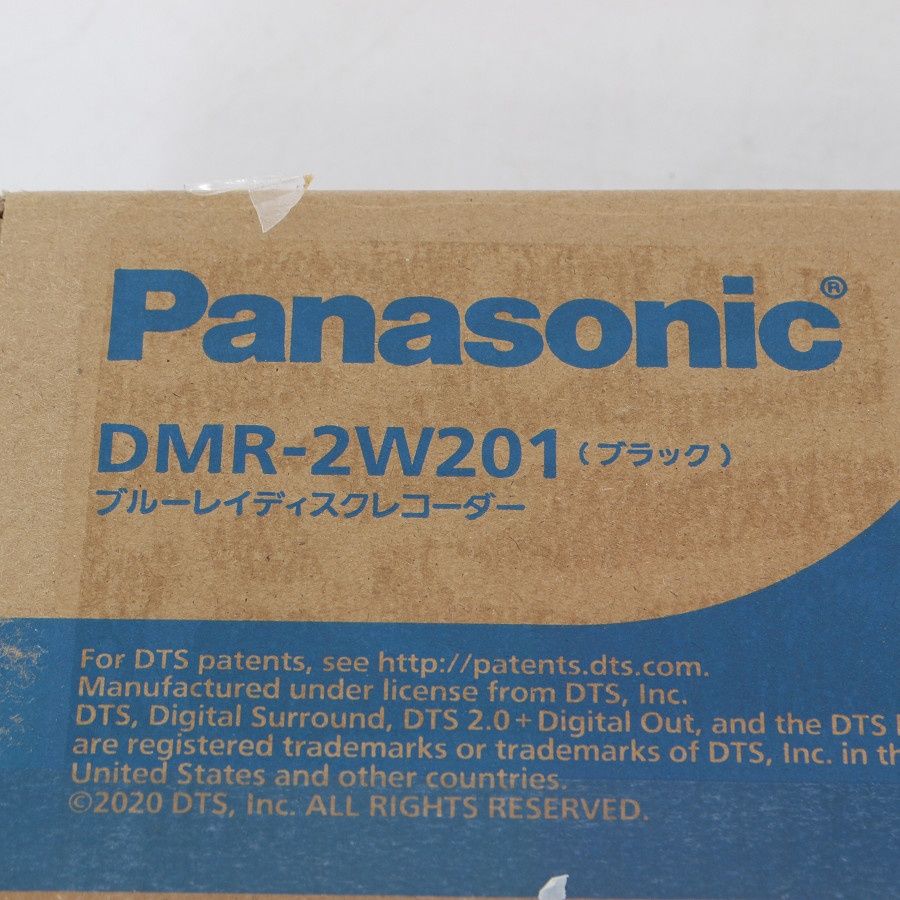 Panasonic®
DMR-2W201（ブラック）
ブルーレイディスクレコーダー
For DTS patents, see http://patents.dts.com.
Manufactured under license from DTS, Inc.
DTS, Digital Surround, DTS 2.0+Digital Out, and the DTS
are registered trademarks or trademarks of DTS, Inc. in
United States and other countries.
©2020 DTS, Inc. ALL RIGHTS RESERVED.